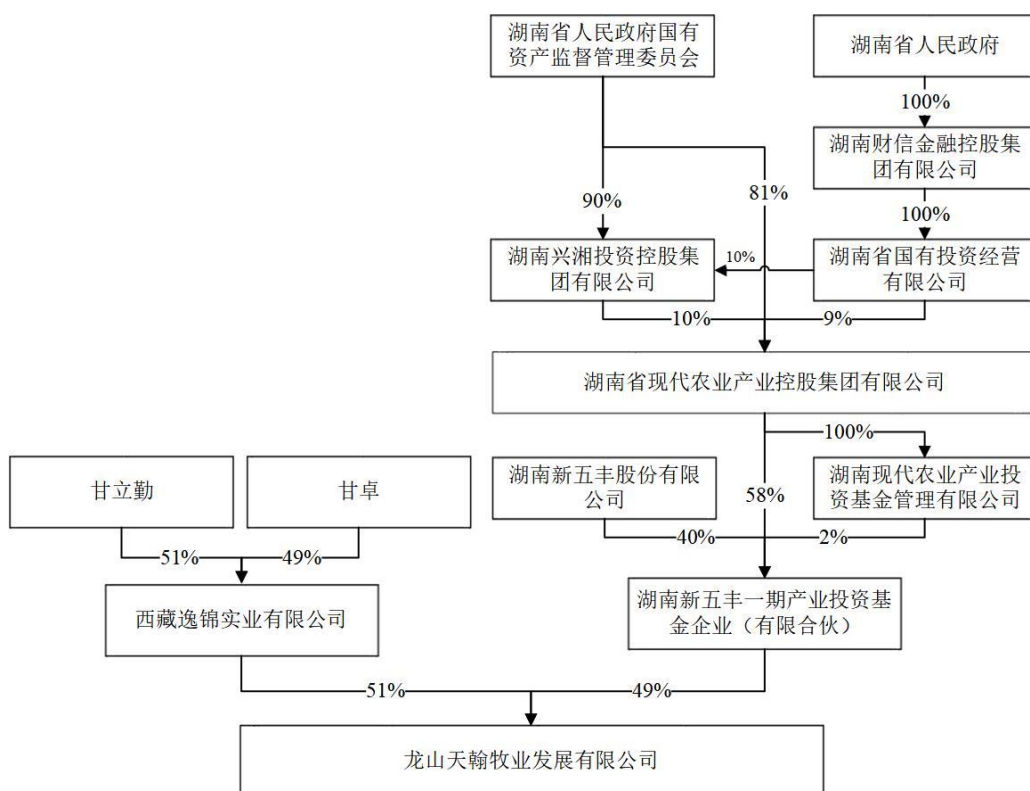 湖南省人民政府国有
资产监督管理委员会
湖南省人民政府
100%
湖南财信金融控股集
团有限公司
90%
81%
100%
湖南兴湘投资控股集
团有限公司
10%
湖南省国有投资经营
有限公司
10%
9%
湖南省现代农业产业控股集团有限公司
100%
甘立勤
甘卓
湖南新五丰股份有限
公司
58%
湖南现代农业产业投
资基金管理有限公司
51%
49%
40%
2%
西藏逸锦实业有限公司
湖南新五丰一期产业投资基
金企业（有限合伙）
51%
49%
龙山天翰牧业发展有限公司